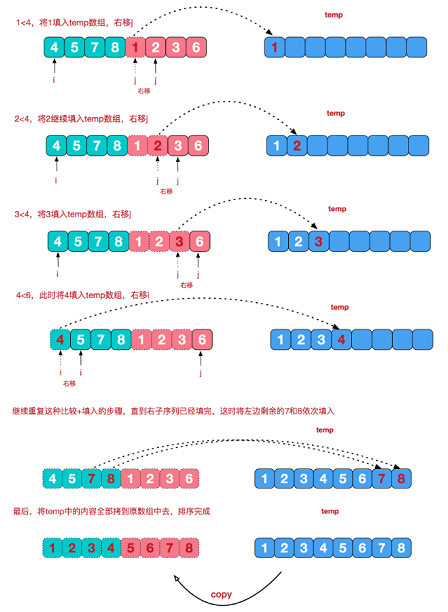 temp
1<4，将1填入temp数组，右移j
4 5 7 8 1 2 3 6
1
i j j
右移
temp
2<4，将2继续填入temp数组，右移j
4 5 7 8 1 2 3 6
1 2
i j j
右移
temp
3<4，将3填入temp数组，右移j
4 5 7 8 1 2 3 6
1 2 3
i j j
右移
4<6，此时将4填入temp数组，右移i
temp
4 5 7 8 1 2 3 6
1 2 3 4
i i j
右移
继续重复这种比较+填入的步骤，直到右子序列已经填完，这时将左边剩余的7和8依次填入
temp
4 5 7 8 1 2 3 6
1 2 3 4 5 6 7 8
最后，将temp中的内容全部拷到原数组中去，排序完成
temp
1 2 3 4 5 6 7 8
1 2 3 4 5 6 7 8
copy